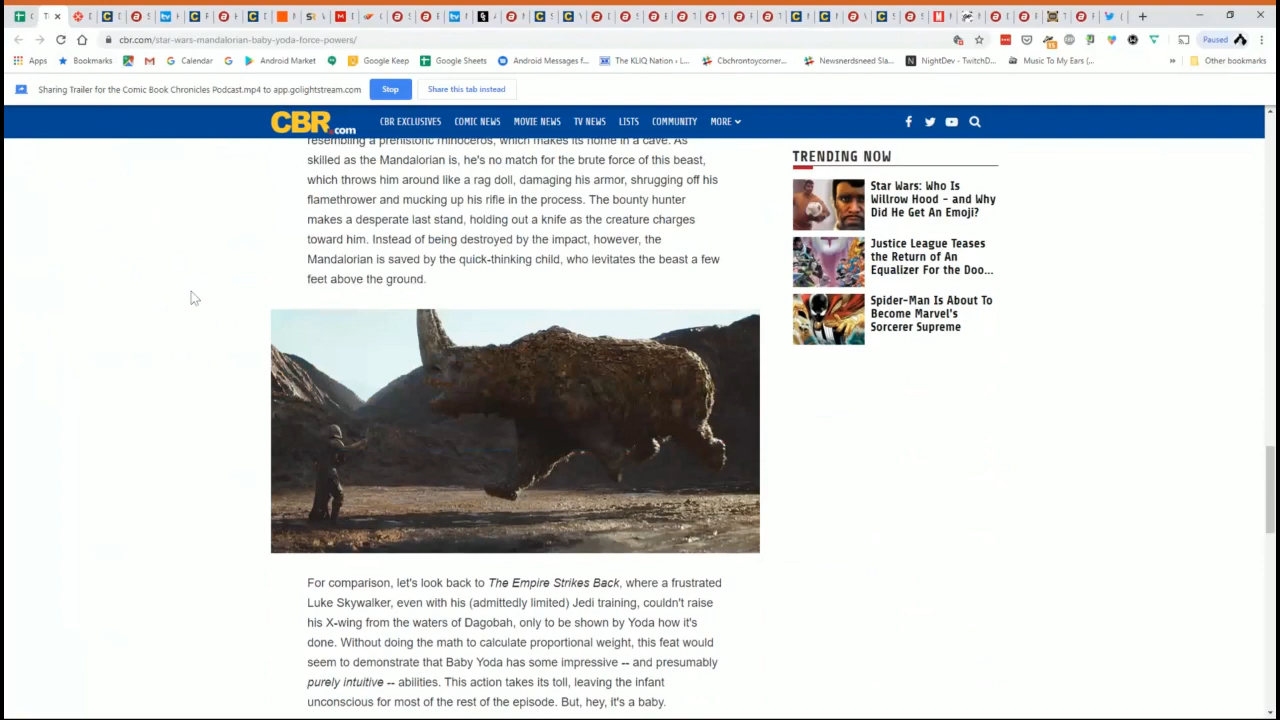 cbr.com/star-wars-mandalorian-baby-yoda-force-powers/
Paused
Apps
Bookmarks
Calendar
Android Market
Google Keep
Google Sheets
Android Messages f...
The KLIQ Nation › L...
Cbchrontoycorner...
Newsnerdsneed Sla...
NightDev - TwitchD...
Music To My Ears (...
»
Other bookmarks
Sharing Trailer for the Comic Book Chronicles Podcast.mp4 to app.golightstream.com
Stop
Share this tab instead
CBR.com
CBR EXCLUSIVES
COMIC NEWS
MOVIE NEWS
TV NEWS
LISTS
COMMUNITY
MORE
resembling a prehistoric rhinoceros, which makes its home in a cave. As
skilled as the Mandalorian is, he's no match for the brute force of this beast,
which throws him around like a rag doll, damaging his armor, shrugging off his
flamethrower and mucking up his rifle in the process. The bounty hunter
makes a desperate last stand, holding out a knife as the creature charges
toward him. Instead of being destroyed by the impact, however, the
Mandalorian is saved by the quick-thinking child, who levitates the beast a few
feet above the ground.
For comparison, let's look back to The Empire Strikes Back, where a frustrated
Luke Skywalker, even with his (admittedly limited) Jedi training, couldn't raise
his X-wing from the waters of Dagobah, only to be shown by Yoda how it's
done. Without doing the math to calculate proportional weight, this feat would
seem to demonstrate that Baby Yoda has some impressive -- and presumably
purely intuitive -- abilities. This action takes its toll, leaving the infant
unconscious for most of the rest of the episode. But, hey, it's a baby.
TRENDING NOW
Star Wars: Who Is
Willrow Hood – and Why
Did He Get An Emoji?
Justice League Teases
the Return of An
Equalizer For the Doo...
Spider-Man Is About To
Become Marvel's
Sorcerer Supreme